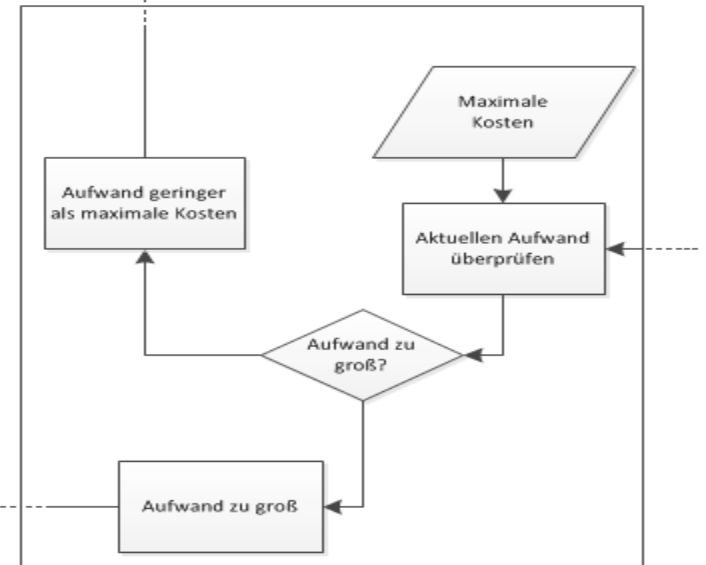 Maximale
Kosten
Aufwand geringer
als maximale Kosten
Aktuellen Aufwand
überprüfen
Aufwand zu
groß?
Aufwand zu groß